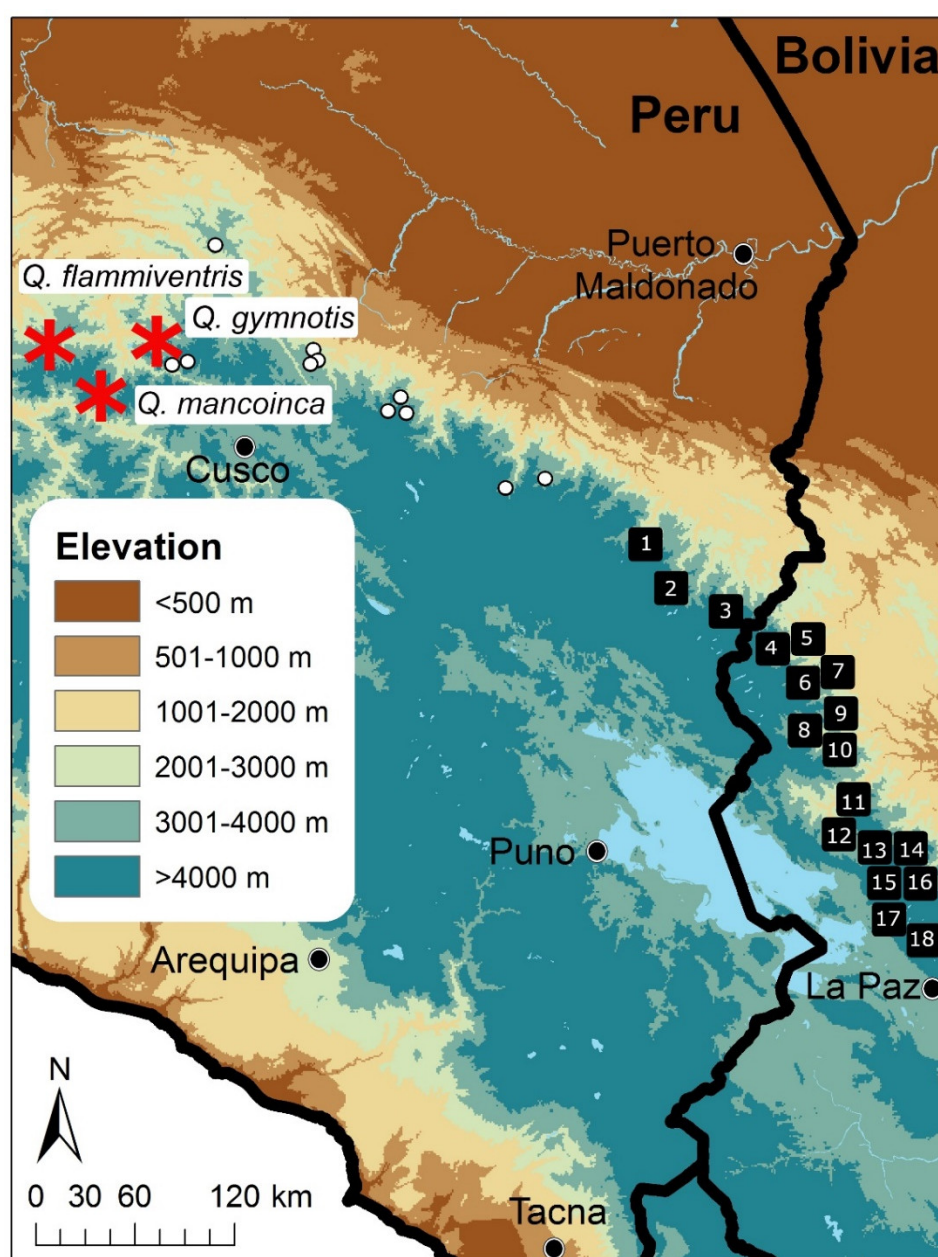 Bolivia
Peru
Puerto
Maldonado
Q. flammiventris
Q. gymnotis
Q. mancoinca
Cusco
Elevation
<500 m
501-1000 m
1001-2000 m
2001-3000 m
3001-4000 m
>4000 m
1
2
3
4
5
6
7
8
9
10
11
12
13
14
15
16
17
18
Puno
Arequipa
La Paz
N
0 30 60 120 km
Tacna